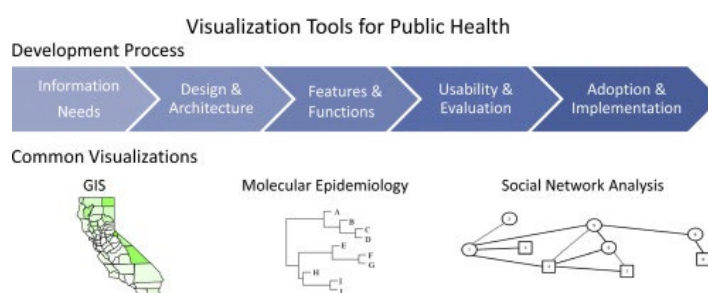 Visualization Tools for Public Health
Development Process
Information
Needs
Design &
Architecture
Features &
Functions
Usability &
Evaluation
Adoption &
Implementation
Common Visualizations
GIS
Molecular Epidemiology
Social Network Analysis
A
B
C
D
E
F
G
H
I